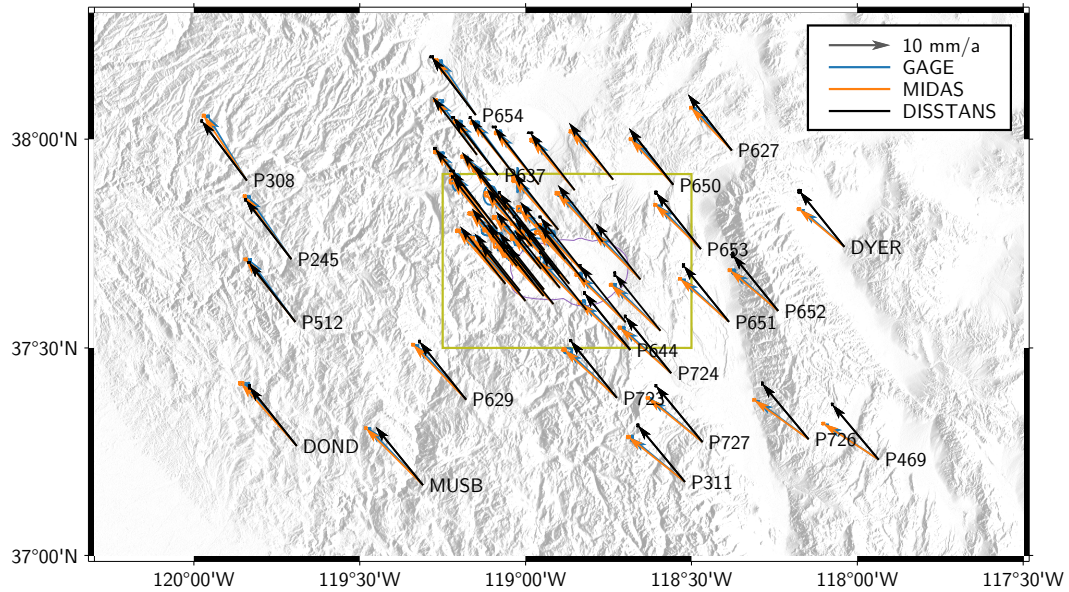 10 mm/a
GAGE
MIDAS
DISSTANS
38°00'N
37°30'N
37°00'N
P654
P627
P308
P637
P650
P245
P653
DYER
P512
P651
P652
P644
P724
P629
P723
DOND
P727
P726
P469
MUSB
P311
120°00'W
119°30'W
119°00'W
118°30'W
118°00'W
117°30'W